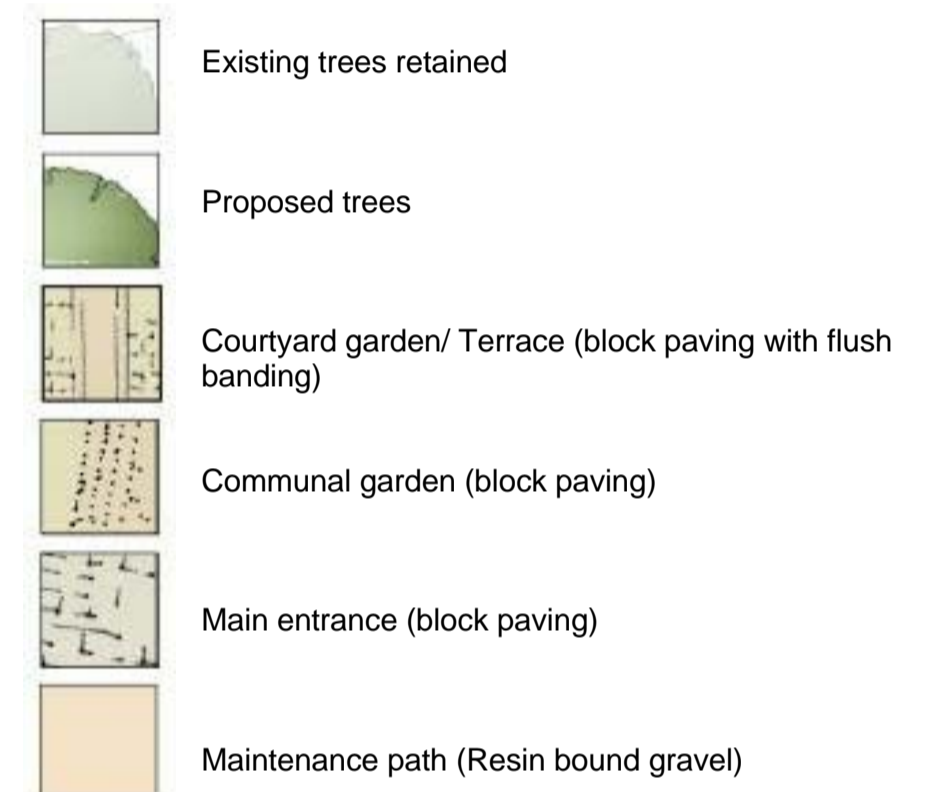 Existing trees retained
Proposed trees
Courtyard garden/ Terrace (block paving with flush
banding)
Communal garden (block paving)
Main entrance (block paving)
Maintenance path (Resin bound gravel)